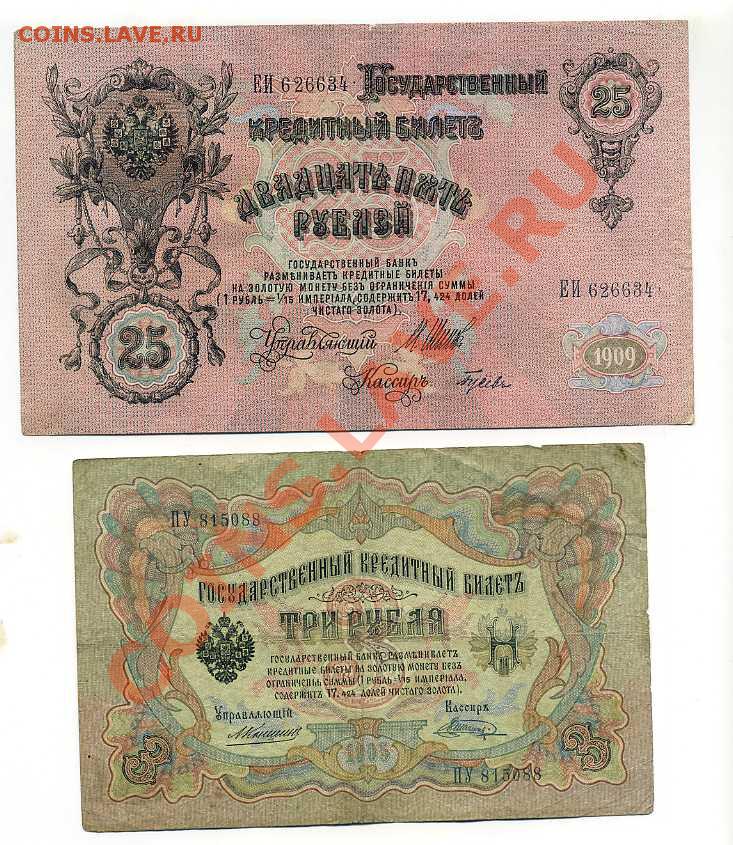 COINS.LAVE.РУ
ЕИ 626634 · Государственный
Кредитный Билетъ
Двадцать пять
рублей
25
ГОСУДАРСТВЕННЫЙ БАНКЪ
РАЗМѢНИВАЕТЪ КРЕДИТНЫЕ БИЛЕТЫ
НА ЗОЛОТУЮ МОНЕТУ БЕЗЪ ОГРАНИЧЕНІЯ СУММЫ
(1 РУБЛЬ = 1/15 ИМПЕРІАЛА, СОДЕРЖИТЪ 17,424 ДОЛЕЙ
ЧИСТАГО ЗОЛОТА).
ЕИ 626634 ·
25
Управляющій
1909
Кассиръ
COINS.LAVE.RU
ПУ 815088
Государственный Кредитный Билетъ
ТРИ РУБЛЯ
ГОСУДАРСТВЕННЫЙ БАНКЪ РАЗМѢНИВАЕТЪ
КРЕДИТНЫЕ БИЛЕТЫ НА ЗОЛОТУЮ МОНЕТУ БЕЗЪ
ОГРАНИЧЕНІЯ СУММЫ (1 РУБЛЬ = 1/15 ИМПЕРІАЛА,
СОДЕРЖИТЪ 17,424 ДОЛЕЙ ЧИСТАГО ЗОЛОТА).
Управляющій Кассиръ
3 1905 3
ПУ 815088